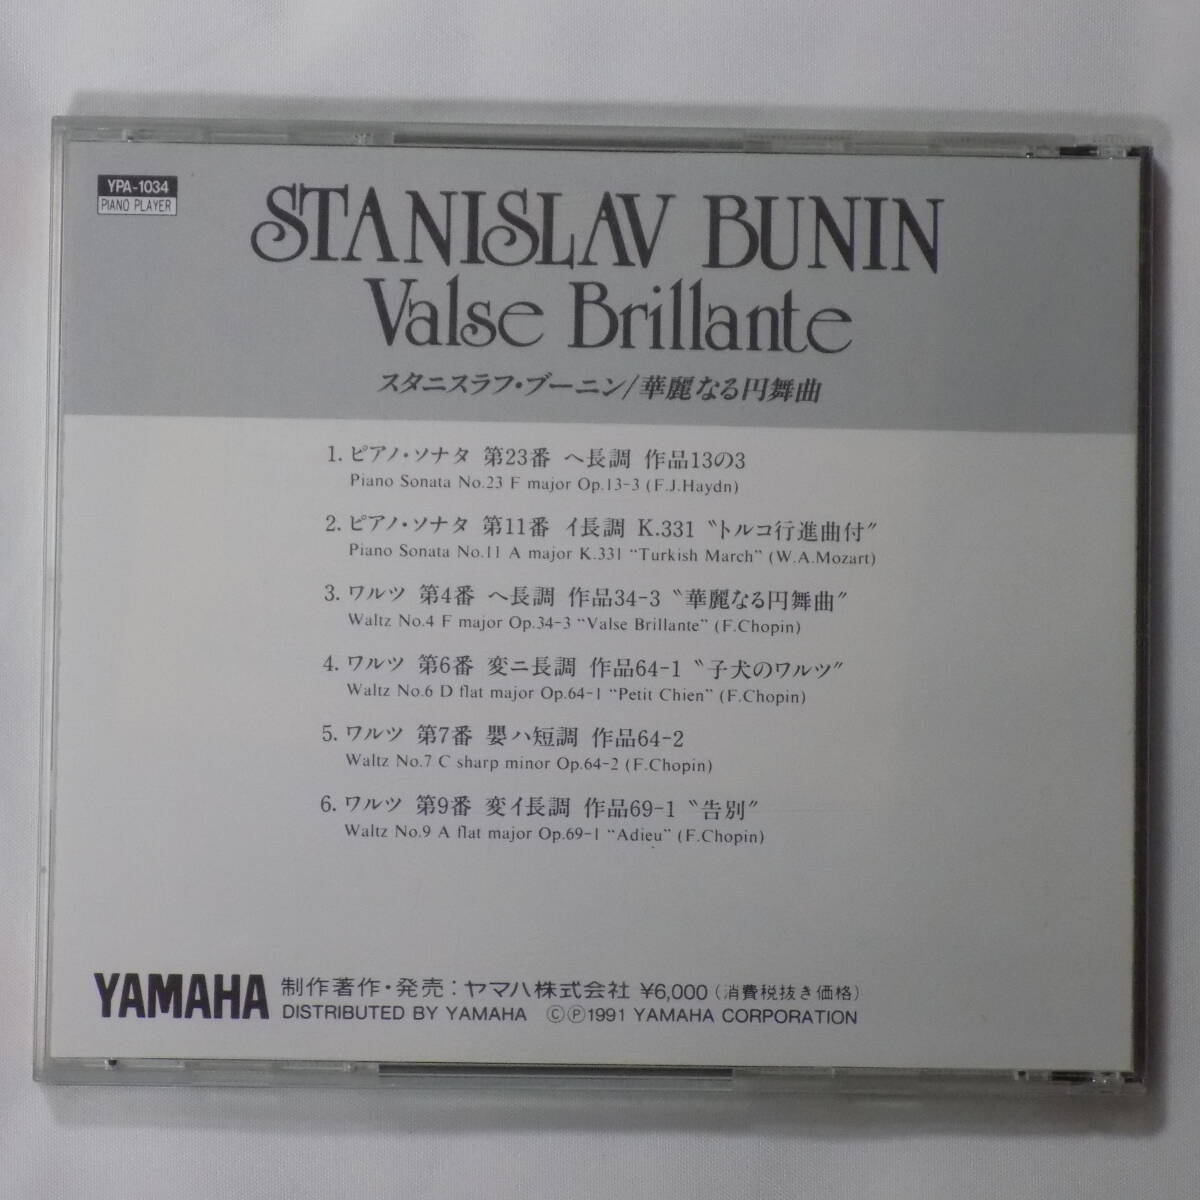 YPA-1034
PIANO PLAYER
STANISLAV BUNIN
Valse Brillante
スタニスラフ・ブーニン/華麗なる円舞曲
1. ピアノ・ソナタ 第23番 ヘ長調 作品13の3
Piano Sonata No.23 F major Op.13-3 (F.J.Haydn)
2. ピアノ・ソナタ 第11番 イ長調 K.331 〝トルコ行進曲付〟
Piano Sonata No.11 A major K.331 “Turkish March” (W.A.Mozart)
3. ワルツ 第4番 ヘ長調 作品34-3 〝華麗なる円舞曲〟
Waltz No.4 F major Op.34-3 “Valse Brillante” (F.Chopin)
4. ワルツ 第6番 変ニ長調 作品64-1 〝子犬のワルツ〟
Waltz No.6 D flat major Op.64-1 “Petit Chien” (F.Chopin)
5. ワルツ 第7番 嬰ハ短調 作品64-2
Waltz No.7 C sharp minor Op.64-2 (F.Chopin)
6. ワルツ 第9番 変イ長調 作品69-1 〝告別〟
Waltz No.9 A flat major Op.69-1 “Adieu” (F.Chopin)
YAMAHA 制作著作・発売：ヤマハ株式会社 ¥6,000（消費税抜き価格）
DISTRIBUTED BY YAMAHA ©℗1991 YAMAHA CORPORATION